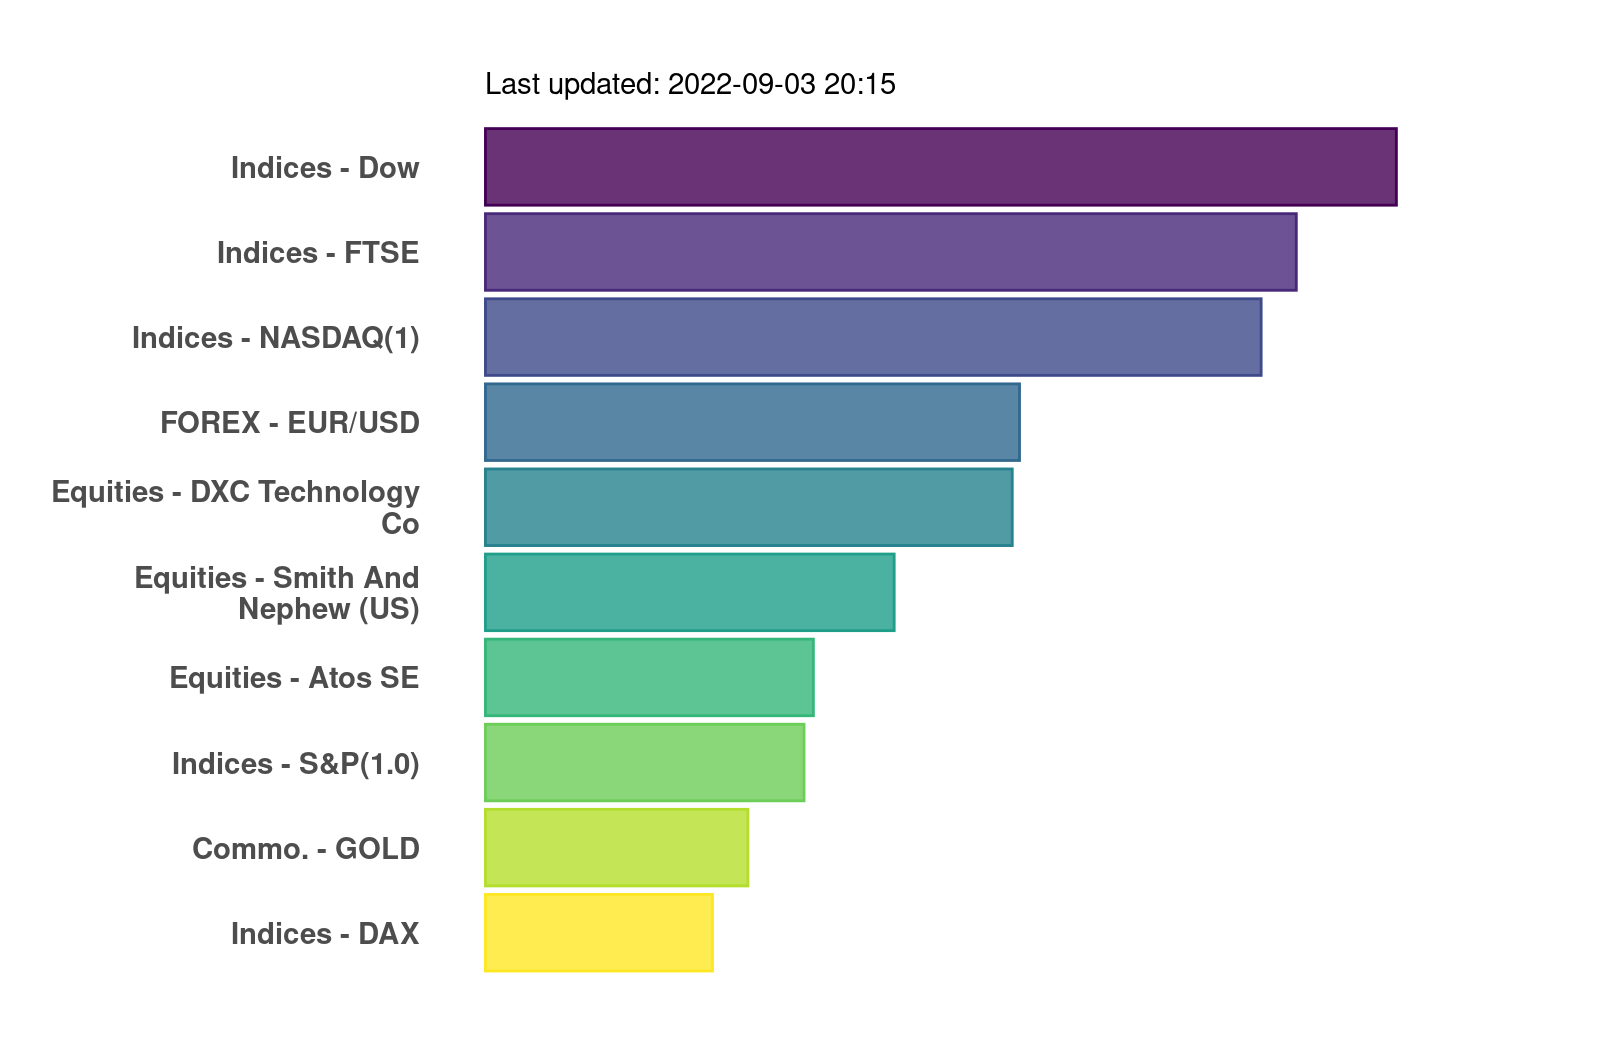 Last updated: 2022-09-03 20:15
Indices - Dow
Indices - FTSE
Indices - NASDAQ(1)
FOREX - EUR/USD
Equities - DXC Technology
Co
Equities - Smith And
Nephew (US)
Equities - Atos SE
Indices - S&P(1.0)
Commo. - GOLD
Indices - DAX